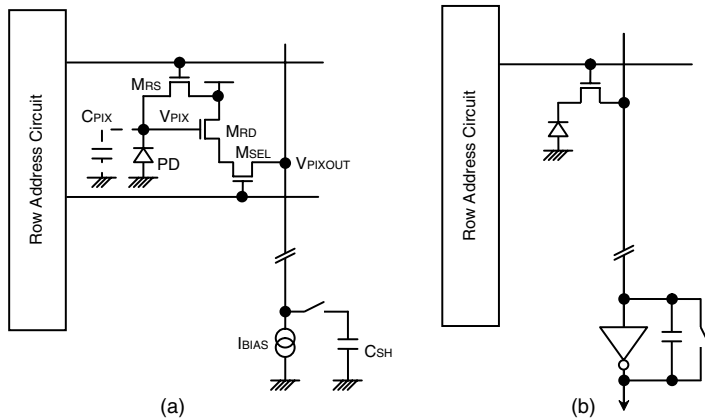 Row Address Circuit
MRS
CPIX
VPIX
MRD
MSEL
PD
VPIXOUT
IBIAS
CSH
(a)
Row Address Circuit
(b)